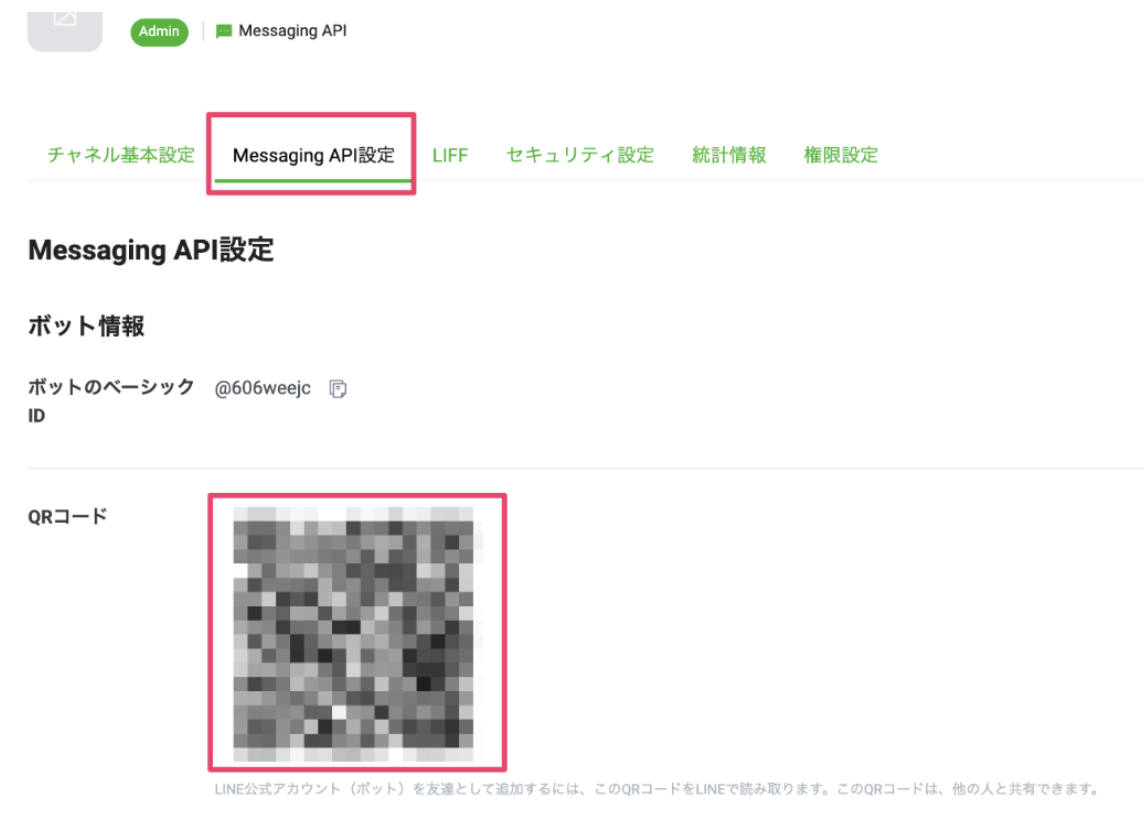 Admin Messaging API
チャネル基本設定 Messaging API設定 LIFF セキュリティ設定 統計情報 権限設定
Messaging API設定
ボット情報
ボットのベーシック @606weejc
ID
QRコード
LINE公式アカウント（ボット）を友達として追加するには、このQRコードをLINEで読み取ります。このQRコードは、他の人と共有できます。